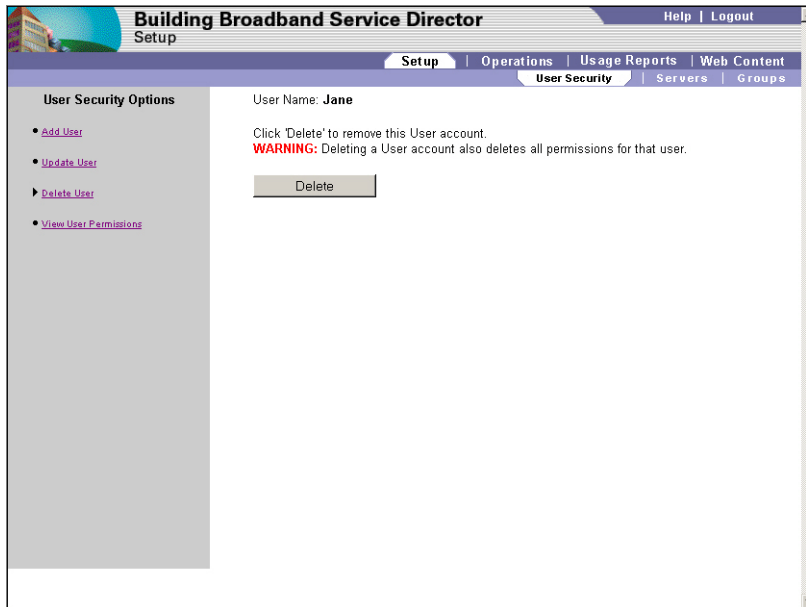 Building Broadband Service Director
Setup
Help | Logout
Setup | Operations | Usage Reports | Web Content
User Security | Servers | Groups
User Security Options
Add User
Update User
Delete User
View User Permissions
User Name: Jane
Click 'Delete' to remove this User account.
WARNING: Deleting a User account also deletes all permissions for that user.
Delete